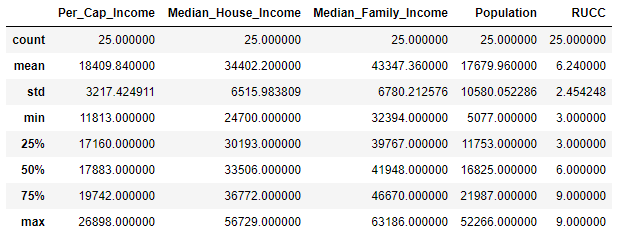 Per_Cap_Income Median_House_Income Median_Family_Income Population RUCC
count 25.000000 25.000000 25.000000 25.000000 25.000000
mean 18409.840000 34402.200000 43347.360000 17679.960000 6.240000
std 3217.424911 6515.983809 6780.212576 10580.052286 2.454248
min 11813.000000 24700.000000 32394.000000 5077.000000 3.000000
25% 17160.000000 30193.000000 39767.000000 11753.000000 3.000000
50% 17883.000000 33506.000000 41948.000000 16825.000000 6.000000
75% 19742.000000 36772.000000 46670.000000 21987.000000 9.000000
max 26898.000000 56729.000000 63186.000000 52266.000000 9.000000